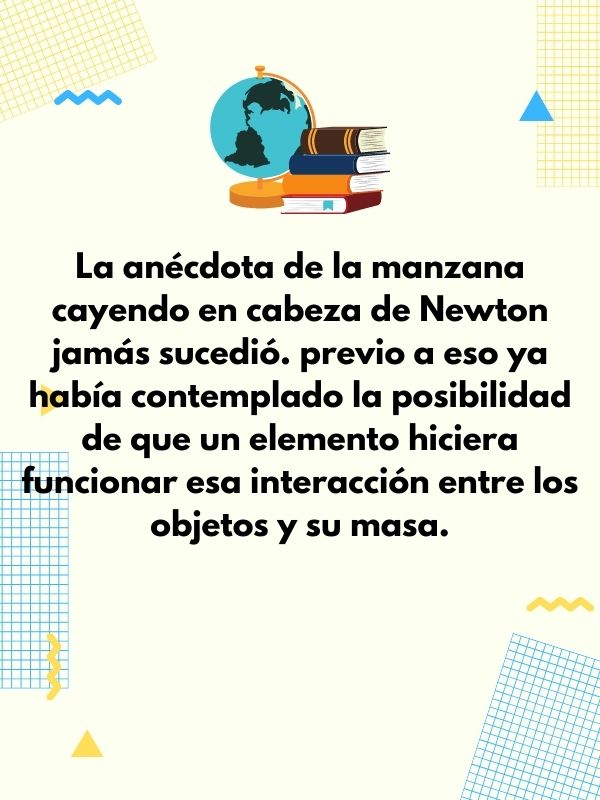 La anécdota de la manzana
cayendo en cabeza de Newton
jamás sucedió. previo a eso ya
había contemplado la posibilidad
de que un elemento hiciera
funcionar esa interacción entre los
objetos y su masa.